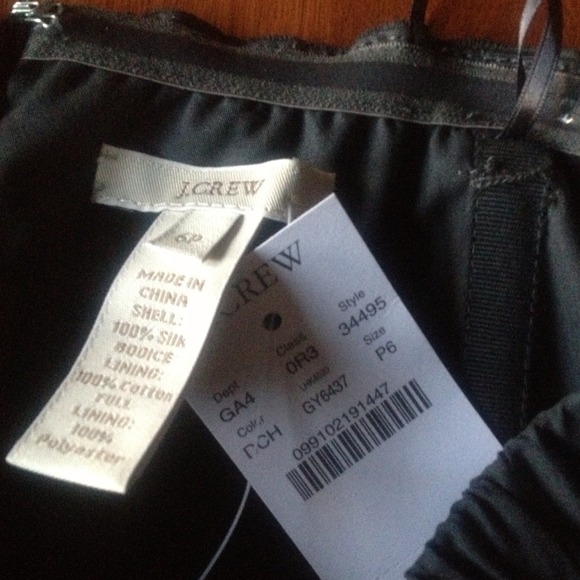 J.CREW
6P
MADE IN
CHINA
SHELL:
100% SILK
BODICE
LINING:
100% Cotton
FULL
LINING:
100%
Polyester
CREW
Style
34495
Size
P6
Class
0R3
GY6437
Dept
GA4
Color
DCH
099102191447